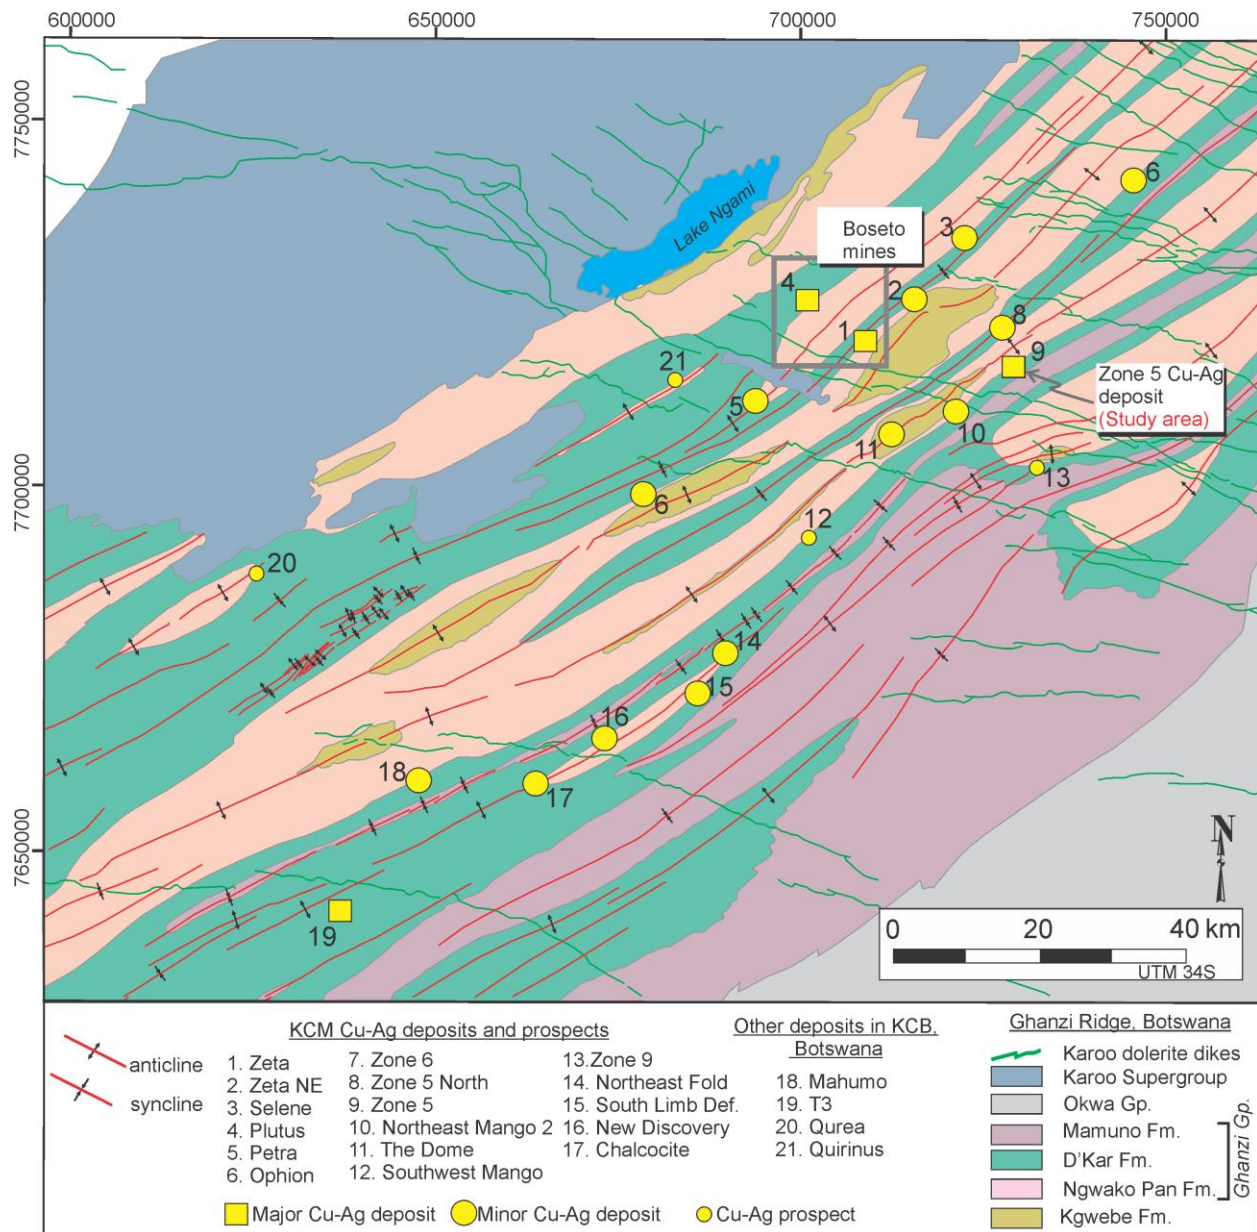 600000
650000
700000
750000
7750000
7700000
7650000
Lake Ngami
Boseto
mines
6
3
4
2
1
8
9
21
5
Zone 5 Cu-Ag
deposit
(Study area)
10
11
13
6
12
20
14
15
16
18
17
19
N
0 20 40 km
UTM 34S
anticline
syncline
KCM Cu-Ag deposits and prospects
1. Zeta
2. Zeta NE
3. Selene
4. Plutus
5. Petra
6. Ophion
7. Zone 6
8. Zone 5 North
9. Zone 5
10. Northeast Mango 2
11. The Dome
12. Southwest Mango
13.Zone 9
14. Northeast Fold
15. South Limb Def.
16. New Discovery
17. Chalcocite
Other deposits in KCB,
Botswana
18. Mahumo
19. T3
20. Qurea
21. Quirinus
Major Cu-Ag deposit
Minor Cu-Ag deposit
Cu-Ag prospect
Ghanzi Ridge, Botswana
Karoo dolerite dikes
Karoo Supergroup
Okwa Gp.
Mamuno Fm.
D'Kar Fm.
Ngwako Pan Fm.
Kgwebe Fm.
Ghanzi Gp.